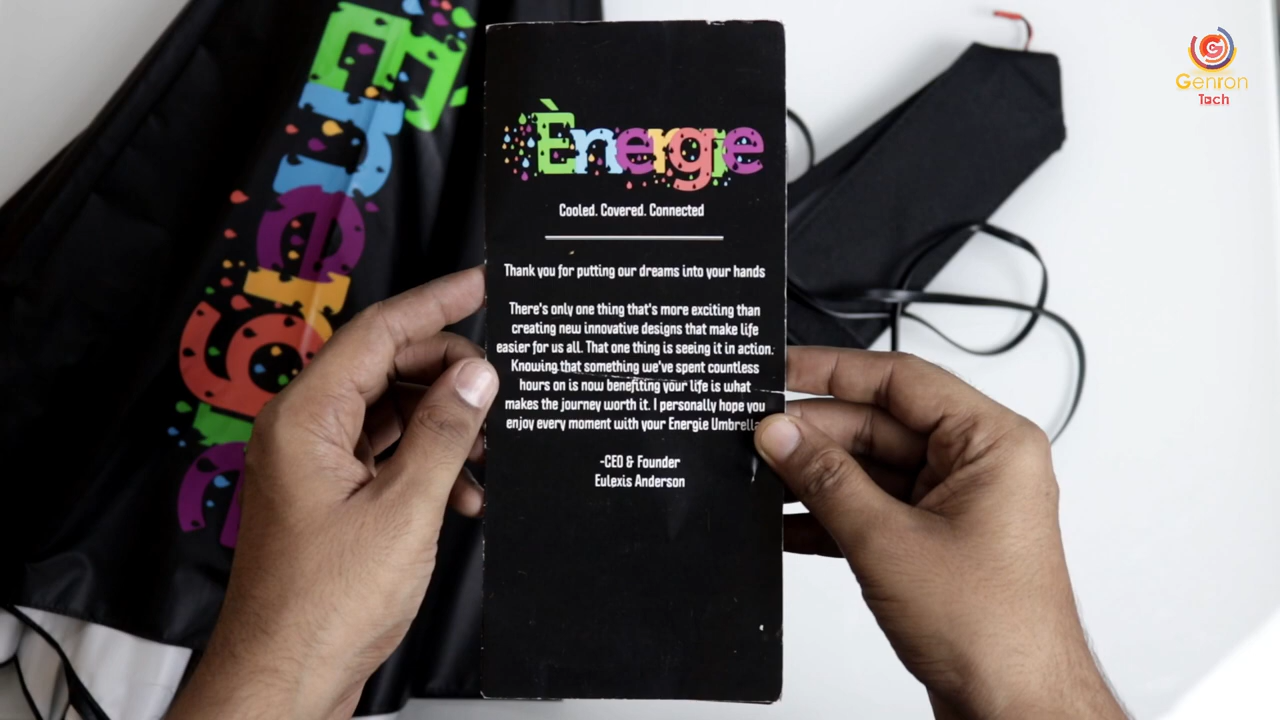 Ènergie
Cooled. Covered. Connected
Thank you for putting our dreams into your hands
There's only one thing that's more exciting than
creating new innovative designs that make life
easier for us all. That one thing is seeing it in action.
Knowing that something we've spent countless
hours on is now benefiting your life is what
makes the journey worth it. I personally hope you
enjoy every moment with your Energie Umbrella
-CEO & Founder
Eulexis Anderson
Energie
Genron
Tech